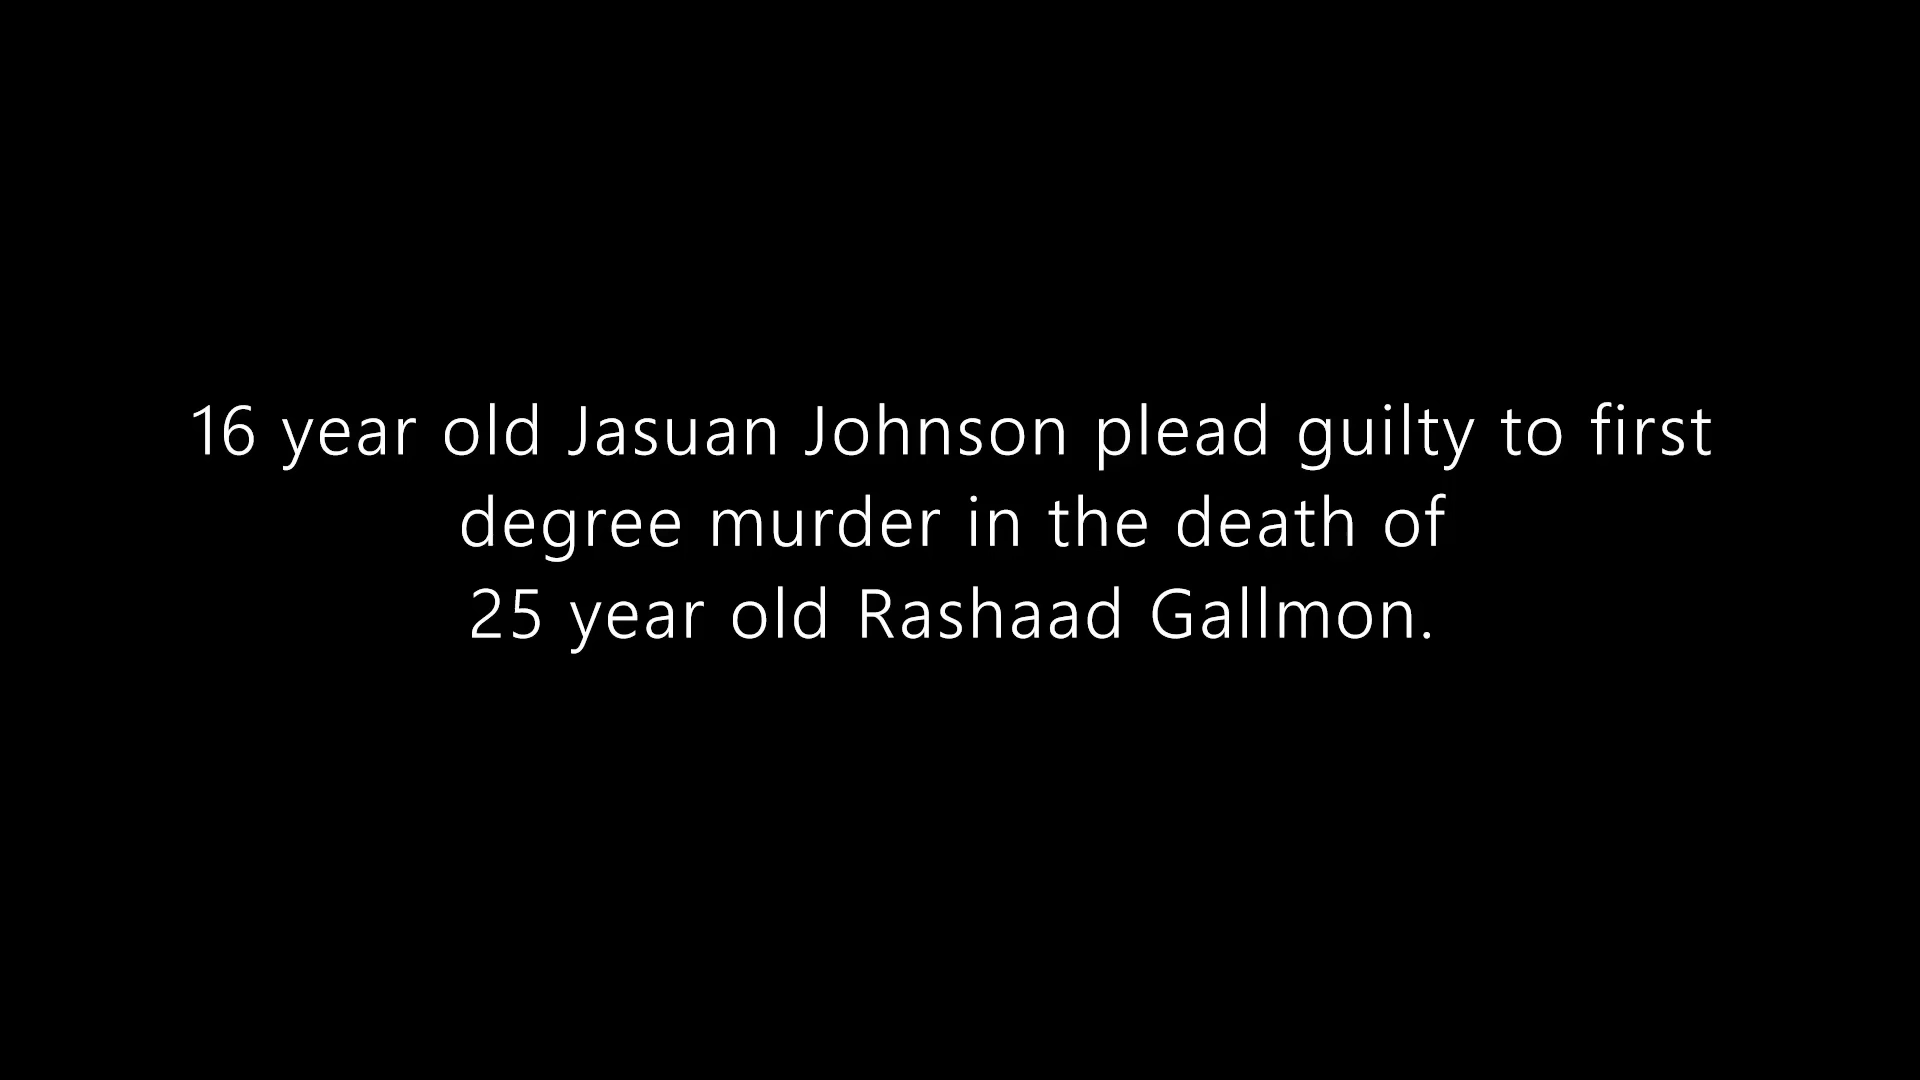 16 year old Jasuan Johnson plead guilty to first
degree murder in the death of
25 year old Rashaad Gallmon.